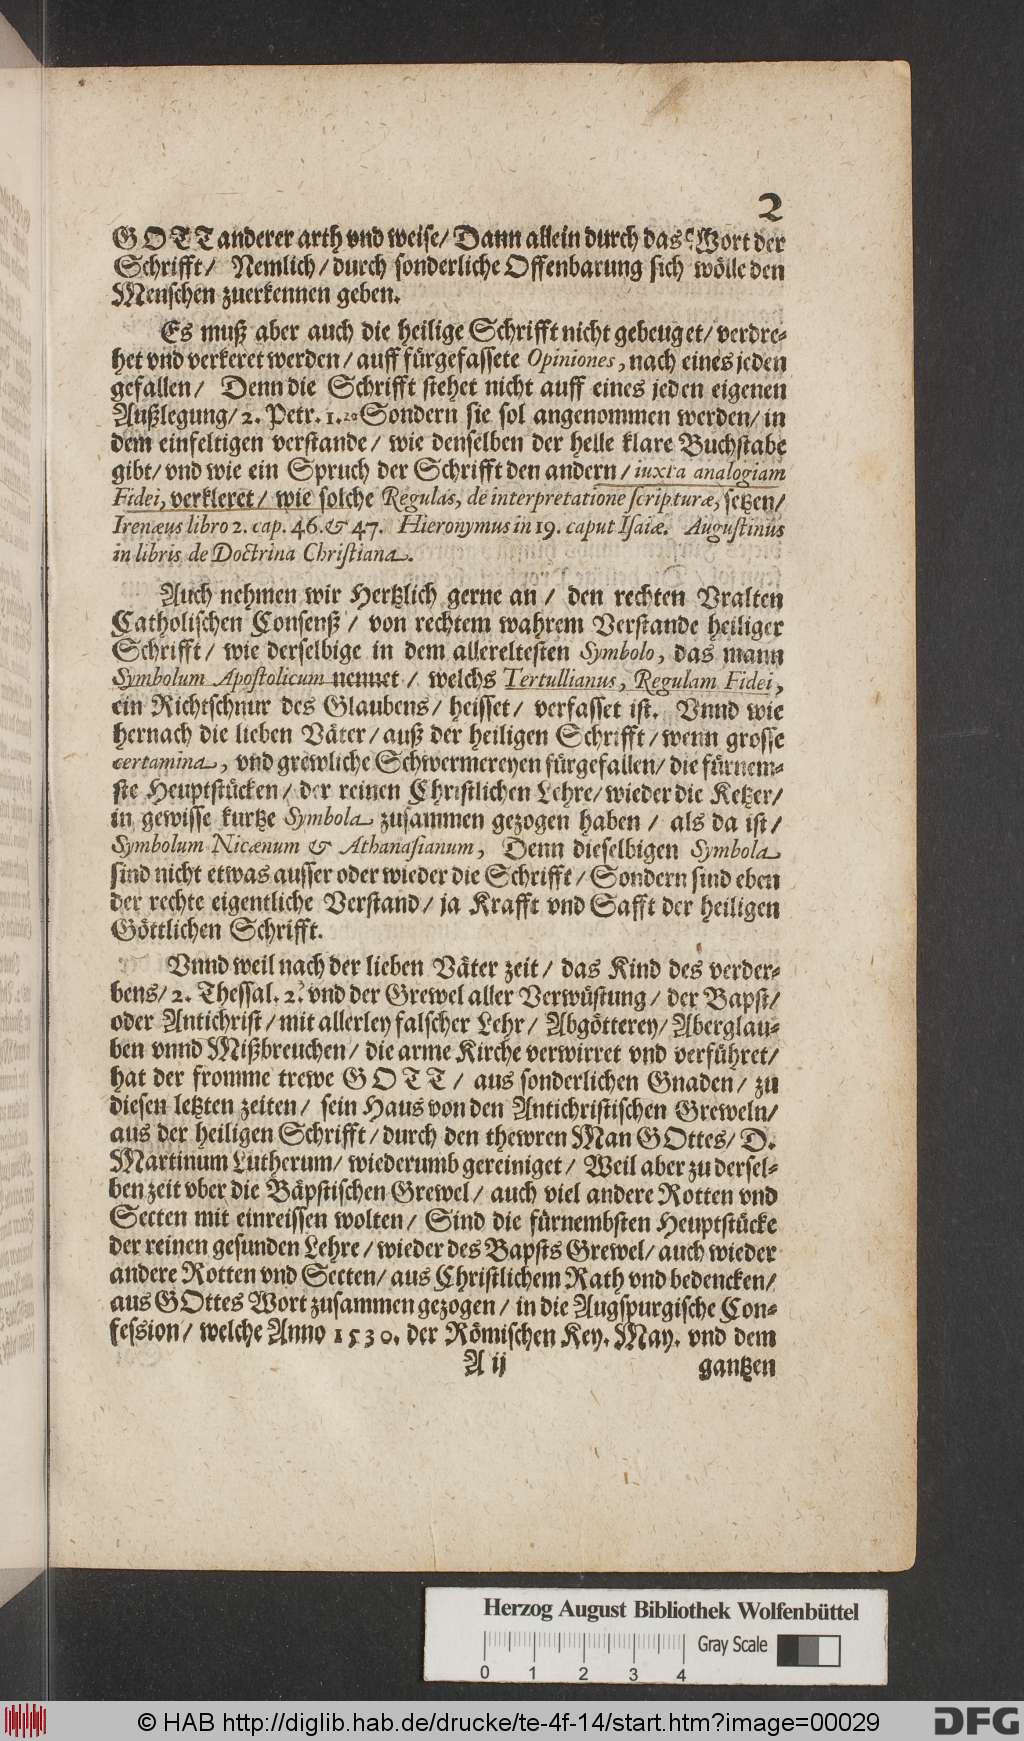 2
GOTT anderer arth vnd weise/ Dann allein durch das Wort der
Schrifft/ Nemlich/ durch sonderliche Offenbarung sich wölle den
Menschen zuerkennen geben.
Es muß aber auch die heilige Schrifft nicht gebeuget/ verdre-
het vnd verkeret werden/ auff fürgefassete Opiniones, nach eines jeden
gefallen/ Denn die Schrifft stehet nicht auff eines jeden eigenen
Außlegung/ 2. Petr. 1. 20 Sondern sie sol angenommen werden/ in
dem einfeltigen verstande/ wie denselben der helle klare Buchstabe
gibt/ vnd wie ein Spruch der Schrifft den andern/ iuxta analogiam
Fidei, verkleret/ wie solche Regulas, de interpretatione scripturæ, setzen/
Irenæus libro 2. cap. 46. & 47. Hieronymus in 19. caput Isaiæ. Augustinus
in libris de Doctrina Christiana.
Auch nehmen wir Hertzlich gerne an/ den rechten Vralten
Catholischen Consenß/ von rechtem wahrem Verstande heiliger
Schrifft/ wie derselbige in dem allereltesten Symbolo, das mann
Symbolum Apostolicum nennet/ welchs Tertullianus, Regulam Fidei,
ein Richtschnur des Glaubens/ heisset/ verfasset ist. Vnnd wie
hernach die lieben Väter/ auß der heiligen Schrifft/ wenn grosse
certamina, vnd grewliche Schwermereyen fürgefallen/ die fürnem-
ste Heuptstücken/ der reinen Christlichen Lehre/ wieder die Ketzer/
in gewisse kurtze Symbola zusammen gezogen haben/ als da ist/
Symbolum Nicænum & Athanasianum, Denn dieselbigen Symbola
sind nicht etwas ausser oder wieder die Schrifft/ Sondern sind eben
der rechte eigentliche Verstand/ ja Krafft vnd Safft der heiligen
Göttlichen Schrifft.
Vnnd weil nach der lieben Väter zeit/ das Kind des verder-
bens/ 2. Thessal. 2. vnd der Grewel aller Verwüstung/ der Bapst/
oder Antichrist/ mit allerley falscher Lehr/ Abgötterey/ Aberglau-
ben vnnd Mißbreuchen/ die arme Kirche verwirret vnd verführet/
hat der fromme trewe GOTT/ aus sonderlichen Gnaden/ zu
diesen letzten zeiten/ sein Haus von den Antichristischen Greweln/
aus der heiligen Schrifft/ durch den thewren Man GOttes/ D.
Martinum Lutherum/ wiederumb gereiniget/ Weil aber zu dersel-
ben zeit vber die Bäpstischen Grewel/ auch viel andere Rotten vnd
Secten mit einreissen wolten/ Sind die fürnembsten Heuptstücke
der reinen gesunden Lehre/ wieder des Bapsts Grewel/ auch wieder
andere Rotten vnd Secten/ aus Christlichem Rath vnd bedencken/
aus GOttes Wort zusammen gezogen/ in die Augspurgische Con-
fession/ welche Anno 1530. der Römischen Key. May. vnd dem
A ij gantzen
Herzog August Bibliothek Wolfenbüttel
Gray Scale
0 1 2 3 4
© HAB http://diglib.hab.de/drucke/te-4f-14/start.htm?image=00029
DFG